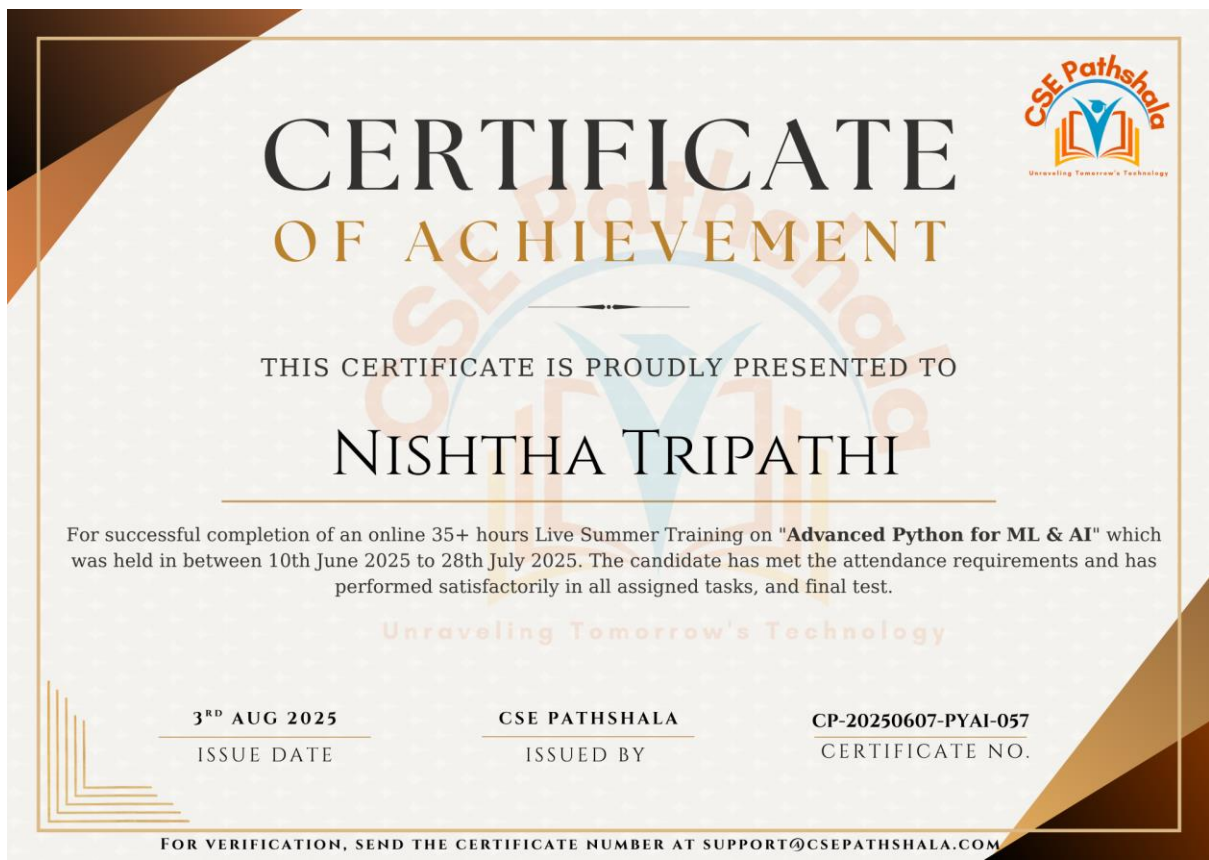 CSE Pathshala
Unraveling Tomorrow's Technology
CERTIFICATE
OF ACHIEVEMENT
CSE Pathshala
THIS CERTIFICATE IS PROUDLY PRESENTED TO
NISHTHA TRIPATHI
For successful completion of an online 35+ hours Live Summer Training on "Advanced Python for ML & AI" which
was held in between 10th June 2025 to 28th July 2025. The candidate has met the attendance requirements and has
performed satisfactorily in all assigned tasks, and final test.
Unraveling Tomorrow's Technology
3RD AUG 2025
ISSUE DATE
CSE PATHSHALA
ISSUED BY
CP-20250607-PYAI-057
CERTIFICATE NO.
FOR VERIFICATION, SEND THE CERTIFICATE NUMBER AT SUPPORT@CSEPATHSHALA.COM